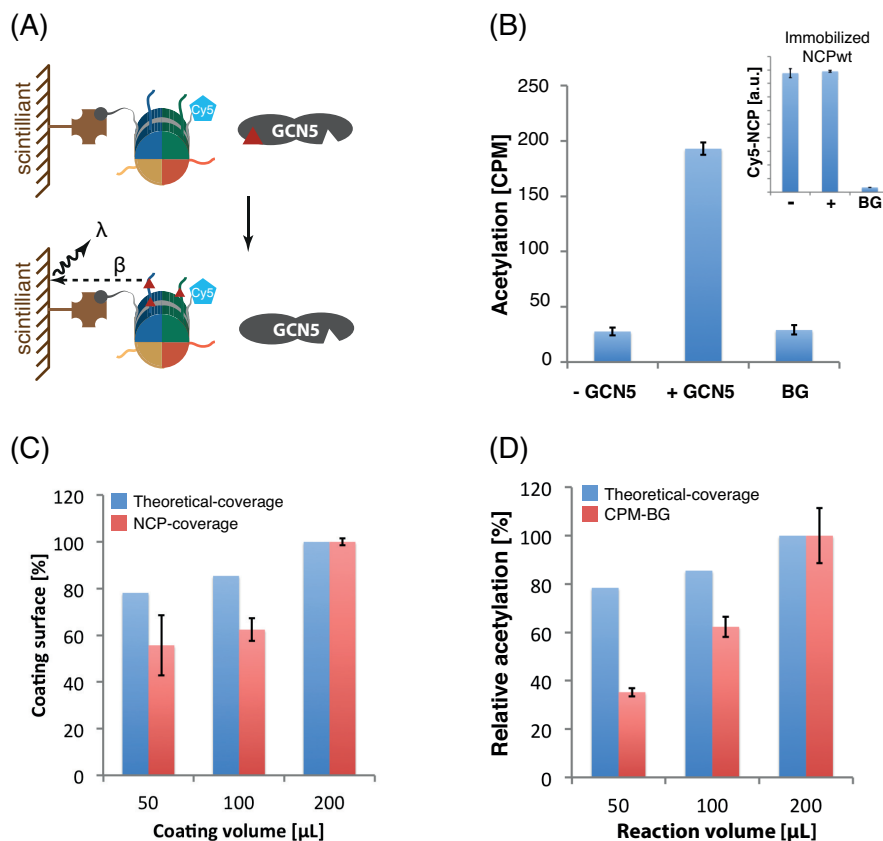 (A)
scintilliant
Cy5
GCN5
λ
β
scintilliant
Cy5
GCN5
(B)
Acetylation [CPM]
250
200
150
100
50
0
- GCN5
+ GCN5
BG
Immobilized
NCPwt
Cy5-NCP [a.u.]
-
+
BG
(C)
Coating surface [%]
120
100
80
60
40
20
0
Theoretical-coverage
NCP-coverage
50
100
200
Coating volume [µL]
(D)
Relative acetylation [%]
120
100
80
60
40
20
0
Theoretical-coverage
CPM-BG
50
100
200
Reaction volume [µL]